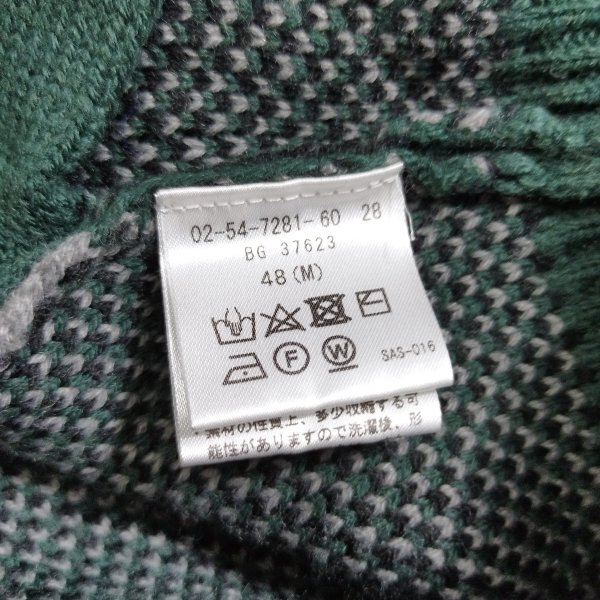 02-54-7281-60 28
BG 37623
48(M)
SAS-016
F
W
素材の性質上、多少収縮する可
能性がありますので洗濯後、形